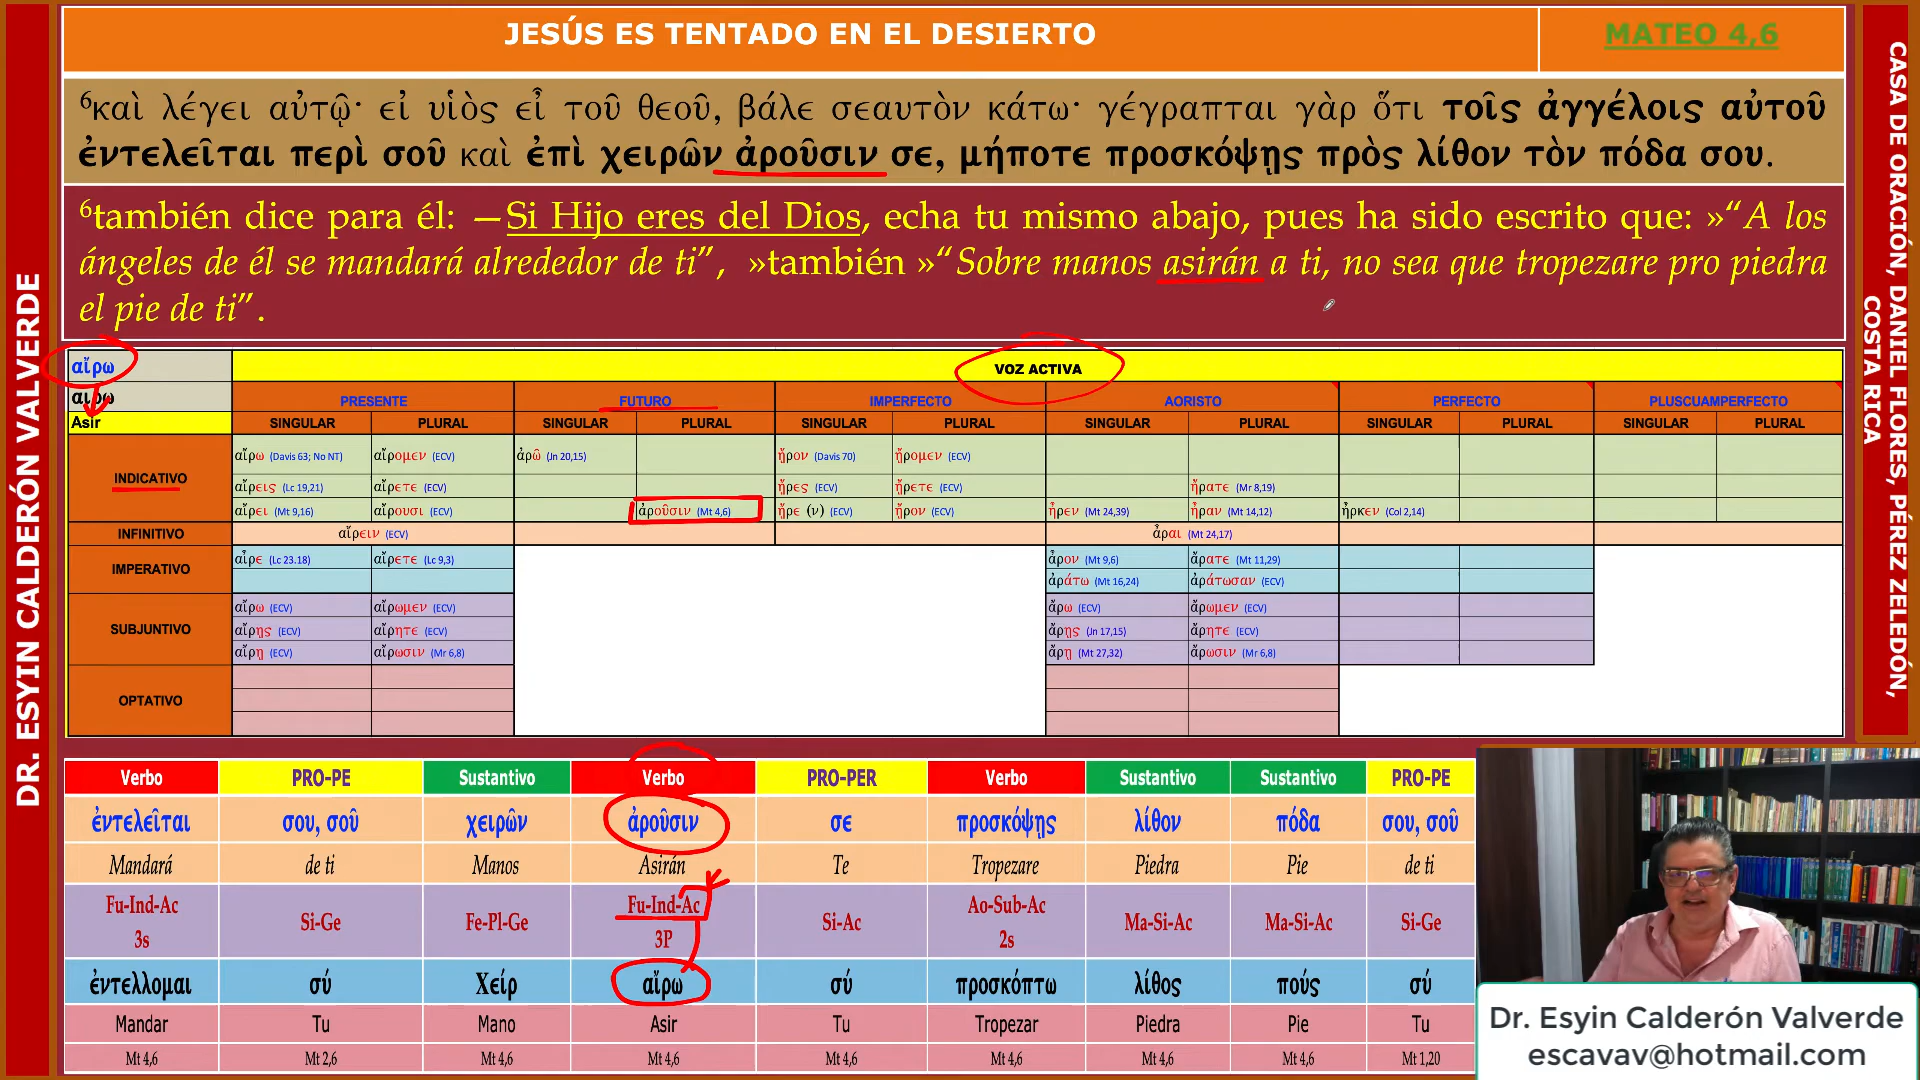 JESÚS ES TENTADO EN EL DESIERTO
MATEO 4,6
⁶καὶ λέγει αὐτῷ· εἰ υἱὸς εἶ τοῦ θεοῦ, βάλε σεαυτὸν κάτω· γέγραπται γὰρ ὅτι τοῖς ἀγγέλοις αὐτοῦ
ἐντελεῖται περὶ σοῦ καὶ ἐπὶ χειρῶν ἀροῦσιν σε, μήποτε προσκόψῃς πρὸς λίθον τὸν πόδα σου.
⁶también dice para él: —Si Hijo eres del Dios, echa tu mismo abajo, pues ha sido escrito que: »“A los
ángeles de él se mandará alrededor de ti”, »también »“Sobre manos asirán a ti, no sea que tropezare pro piedra
el pie de ti”.
αἴρω VOZ ACTIVA
αἴρω PRESENTE FUTURO IMPERFECTO AORISTO PERFECTO PLUSCUAMPERFECTO
Asir SINGULAR PLURAL SINGULAR PLURAL SINGULAR PLURAL SINGULAR PLURAL SINGULAR PLURAL SINGULAR PLURAL
INDICATIVO
αἴρω (Davis 63; No NT) αἴρομεν (ECV) ἀρῶ (Jn 20,15) ᾖρον (Davis 70) ᾔρομεν (ECV)
αἴρεις (Lc 19,21) αἴρετε (ECV) ᾖρες (ECV) ᾔρετε (ECV) ἤρατε (Mr 8,19)
αἴρει (Mt 9,16) αἴρουσι (ECV) ἀροῦσιν (Mt 4,6) ᾖρε (ν) (ECV) ᾖρον (ECV) ἦρεν (Mt 24,39) ἦραν (Mt 14,12) ἦρκεν (Col 2,14)
INFINITIVO αἴρειν (ECV) ἆραι (Mt 24,17)
IMPERATIVO
αἶρε (Lc 23.18) αἴρετε (Lc 9,3) ἆρον (Mt 9,6) ἄρατε (Mt 11,29)
ἀράτω (Mt 16,24) ἀράτωσαν (ECV)
SUBJUNTIVO
αἴρω (ECV) αἴρωμεν (ECV) ἄρω (ECV) ἄρωμεν (ECV)
αἴρῃς (ECV) αἴρητε (ECV) ἄρῃς (Jn 17,15) ἄρητε (ECV)
αἴρῃ (ECV) αἴρωσιν (Mr 6,8) ἄρῃ (Mt 27,32) ἄρωσιν (Mr 6,8)
OPTATIVO
Verbo PRO-PE Sustantivo Verbo PRO-PER Verbo Sustantivo Sustantivo PRO-PE
ἐντελεῖται σου, σοῦ χειρῶν ἀροῦσιν σε προσκόψῃς λίθον πόδα σου, σοῦ
Mandará de ti Manos Asirán Te Tropezare Piedra Pie de ti
Fu-Ind-Ac 3s Si-Ge Fe-Pl-Ge Fu-Ind-Ac 3P Si-Ac Ao-Sub-Ac 2s Ma-Si-Ac Ma-Si-Ac Si-Ge
ἐντελλομαι σύ Χείρ αἴρω σύ προσκόπτω λίθος πούς σύ
Mandar Tu Mano Asir Tu Tropezar Piedra Pie Tu
Mt 4,6 Mt 2,6 Mt 4,6 Mt 4,6 Mt 4,6 Mt 4,6 Mt 4,6 Mt 4,6 Mt 1,20
DR. ESYIN CALDERÓN VALVERDE
CASA DE ORACIÓN, DANIEL FLORES, PÉREZ ZELEDÓN,
COSTA RICA
Dr. Esyin Calderón Valverde
escavav@hotmail.com